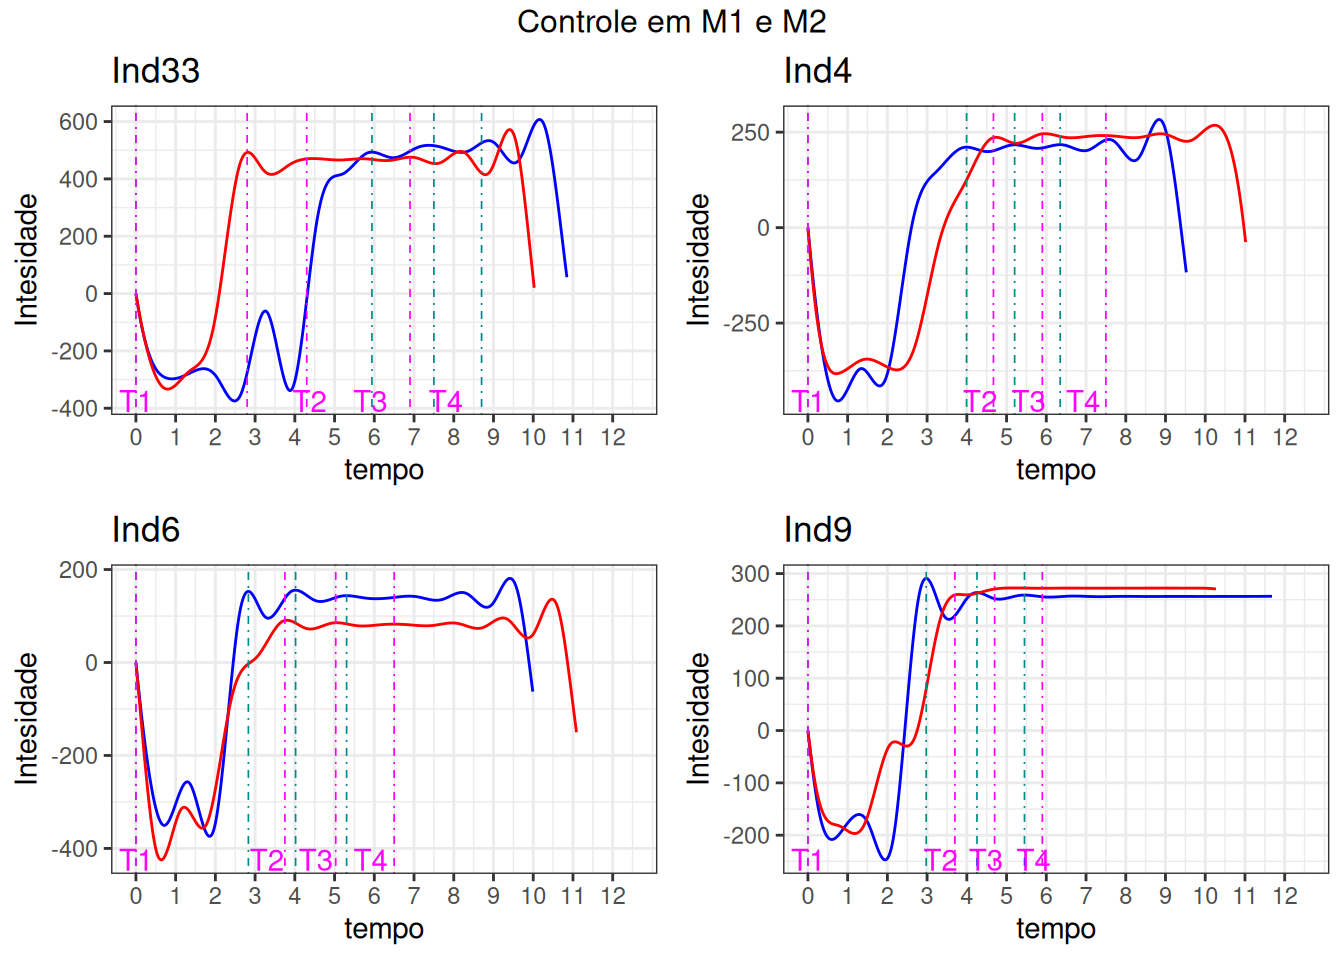 Controle em M1 e M2
Ind33
Intesidade
600
400
200
0
-200
-400
T1 T2 T3 T4
0 1 2 3 4 5 6 7 8 9 10 11 12
tempo
Ind4
Intesidade
250
0
-250
T1 T2 T3 T4
0 1 2 3 4 5 6 7 8 9 10 11 12
tempo
Ind6
Intesidade
200
0
-200
-400
T1 T2 T3 T4
0 1 2 3 4 5 6 7 8 9 10 11 12
tempo
Ind9
Intesidade
300
200
100
0
-100
-200
T1 T2 T3 T4
0 1 2 3 4 5 6 7 8 9 10 11 12
tempo